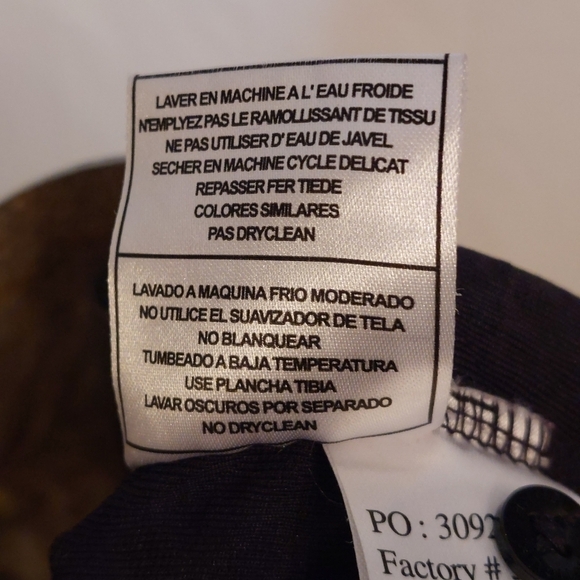 LAVER EN MACHINE A L' EAU FROIDE
N'EMPLYEZ PAS LE RAMOLLISSANT DE TISSU
NE PAS UTILISER D' EAU DE JAVEL
SECHER EN MACHINE CYCLE DELICAT
REPASSER FER TIEDE
COLORES SIMILARES
PAS DRYCLEAN
LAVADO A MAQUINA FRIO MODERADO
NO UTILICE EL SUAVIZADOR DE TELA
NO BLANQUEAR
TUMBEADO A BAJA TEMPERATURA
USE PLANCHA TIBIA
LAVAR OSCUROS POR SEPARADO
NO DRYCLEAN
PO : 3092
Factory #